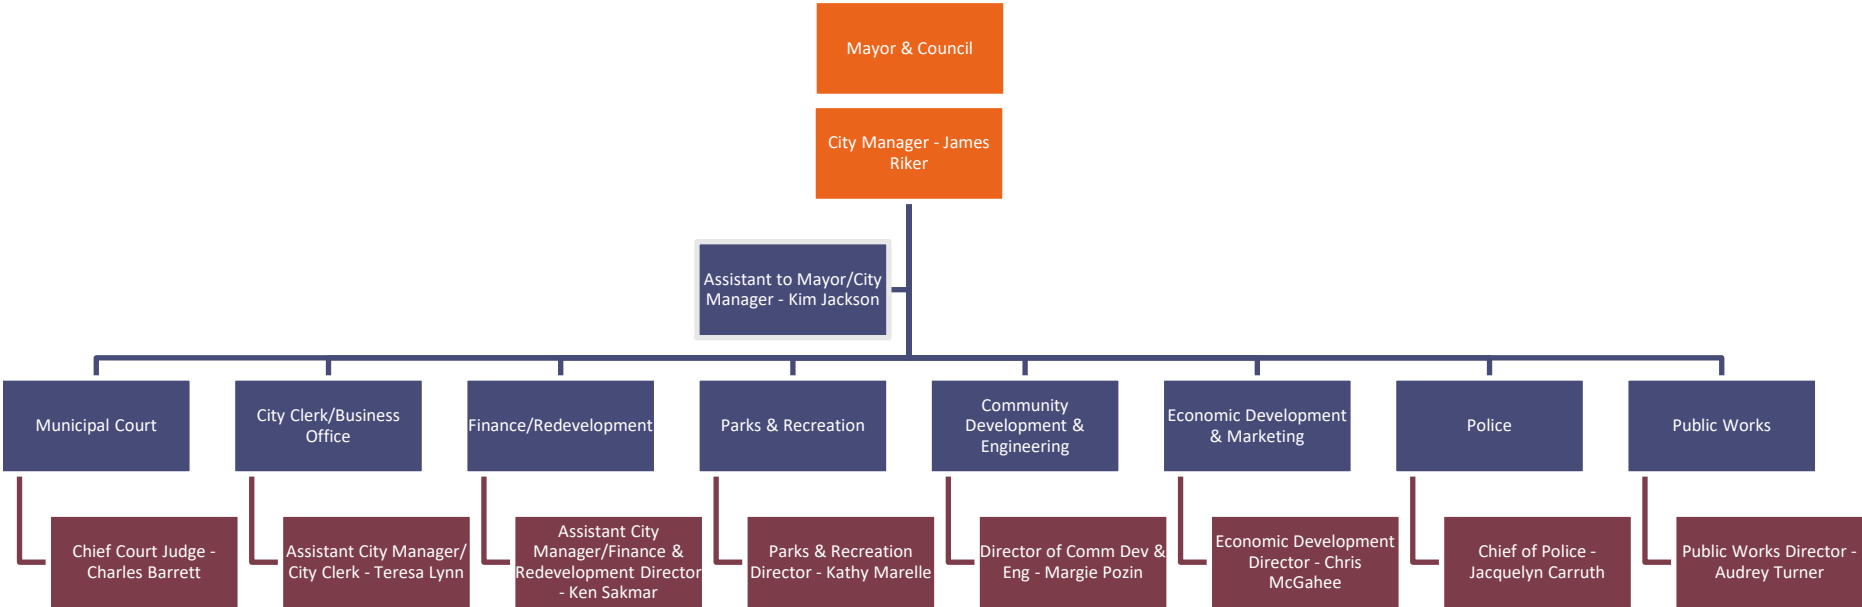 Mayor & Council
City Manager - James
Riker
Assistant to Mayor/City
Manager - Kim Jackson
Municipal Court
City Clerk/Business
Office
Finance/Redevelopment
Parks & Recreation
Community
Development &
Engineering
Economic Development
& Marketing
Police
Public Works
Chief Court Judge -
Charles Barrett
Assistant City Manager/
City Clerk - Teresa Lynn
Assistant City
Manager/Finance &
Redevelopment Director
- Ken Sakmar
Parks & Recreation
Director - Kathy Marelle
Director of Comm Dev &
Eng - Margie Pozin
Economic Development
Director - Chris
McGahee
Chief of Police -
Jacquelyn Carruth
Public Works Director -
Audrey Turner